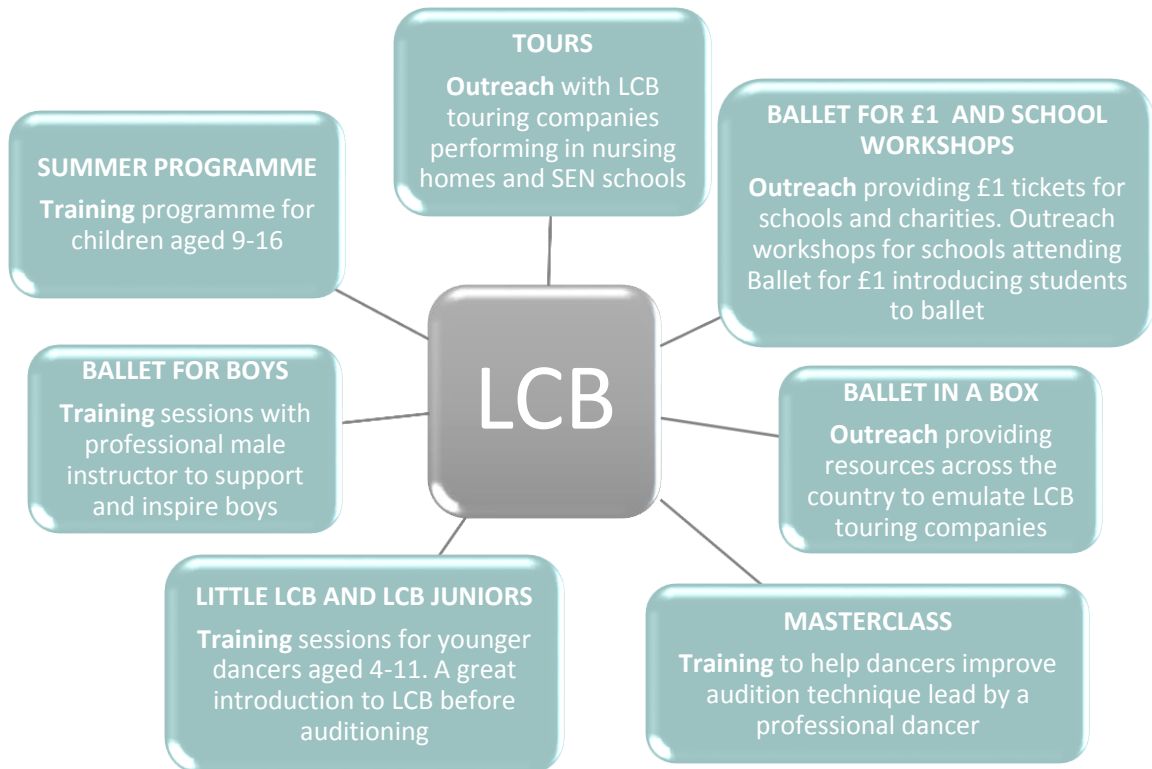 TOURS
Outreach with LCB
touring companies
performing in nursing
homes and SEN schools
BALLET FOR £1 AND SCHOOL
WORKSHOPS
Outreach providing £1 tickets for
schools and charities. Outreach
workshops for schools attending
Ballet for £1 introducing students
to ballet
SUMMER PROGRAMME
Training programme for
children aged 9-16
LCB
BALLET FOR BOYS
Training sessions with
professional male
instructor to support
and inspire boys
BALLET IN A BOX
Outreach providing
resources across the
country to emulate LCB
touring companies
LITTLE LCB AND LCB JUNIORS
Training sessions for younger
dancers aged 4-11. A great
introduction to LCB before
auditioning
MASTERCLASS
Training to help dancers improve
audition technique lead by a
professional dancer